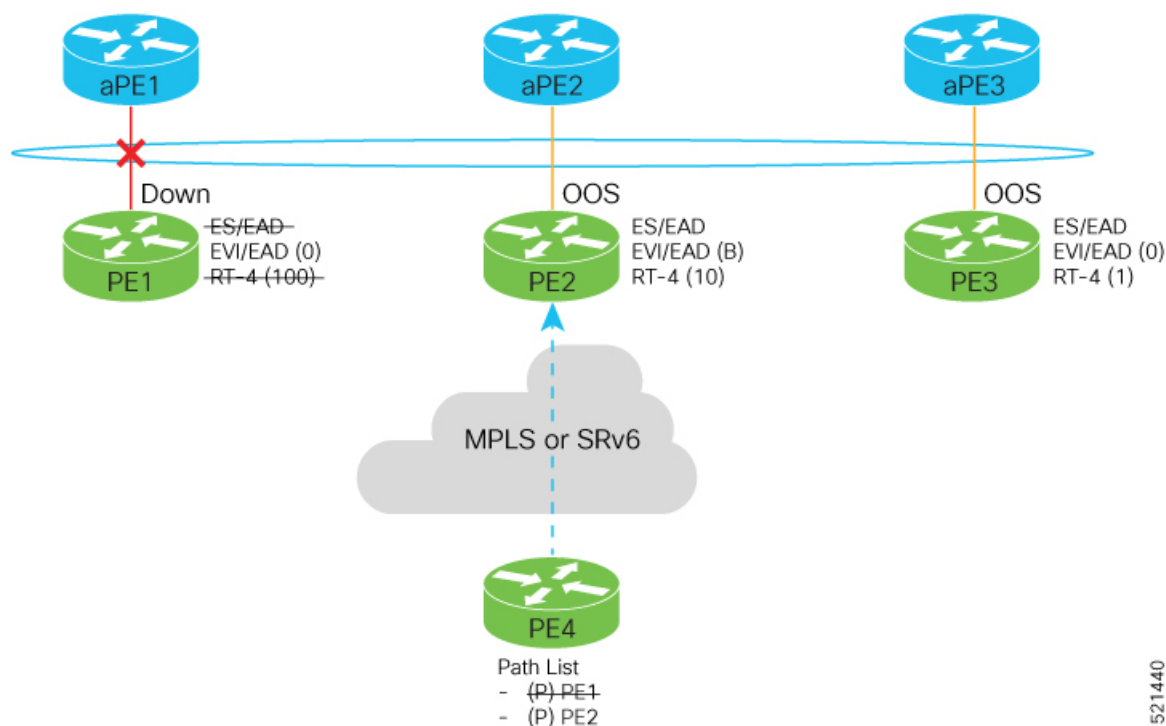 aPE1
aPE2
aPE3
Down
OOS
OOS
PE1
ES/EAD
EVI/EAD (0)
RT-4 (100)
PE2
ES/EAD
EVI/EAD (B)
RT-4 (10)
PE3
ES/EAD
EVI/EAD (0)
RT-4 (1)
MPLS or SRv6
PE4
Path List
- (P) PE1
- (P) PE2
521440